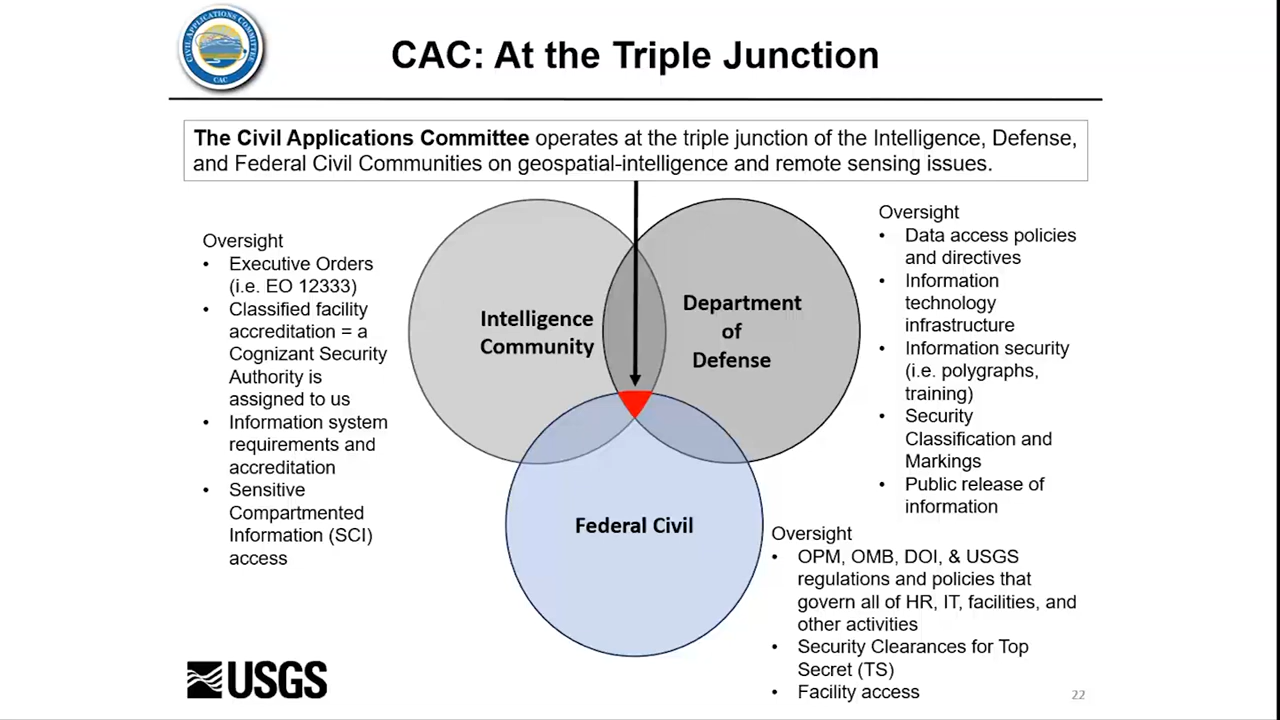 CIVIL APPLICATIONS COMMITTEE
CAC
CAC: At the Triple Junction
The Civil Applications Committee operates at the triple junction of the Intelligence, Defense,
and Federal Civil Communities on geospatial-intelligence and remote sensing issues.
Oversight
• Executive Orders
(i.e. EO 12333)
• Classified facility
accreditation = a
Cognizant Security
Authority is
assigned to us
• Information system
requirements and
accreditation
• Sensitive
Compartmented
Information (SCI)
access
Intelligence
Community
Department
of
Defense
Federal Civil
Oversight
• Data access policies
and directives
• Information
technology
infrastructure
• Information security
(i.e. polygraphs,
training)
• Security
Classification and
Markings
• Public release of
information
Oversight
• OPM, OMB, DOI, & USGS
regulations and policies that
govern all of HR, IT, facilities, and
other activities
• Security Clearances for Top
Secret (TS)
• Facility access
USGS
22